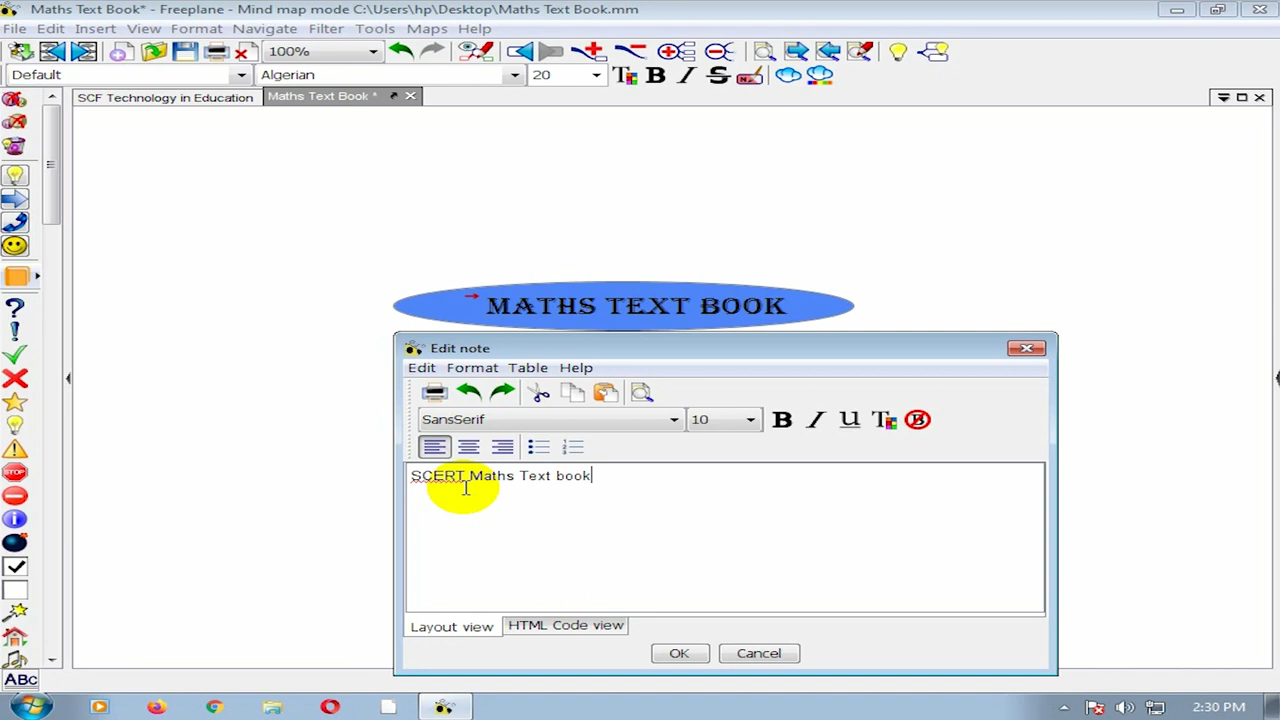 Maths Text Book* - Freeplane - Mind map mode C:\Users\hp\Desktop\Maths Text Book.mm
File Edit Insert View Format Navigate Filter Tools Maps Help
100%
Default Algerian 20
SCF Technology in Education Maths Text Book *
MATHS TEXT BOOK
Edit note
Edit Format Table Help
SansSerif 10 B I U
SCERT Maths Text book
Layout view HTML Code view
OK Cancel
STOP
ABc
2:30 PM